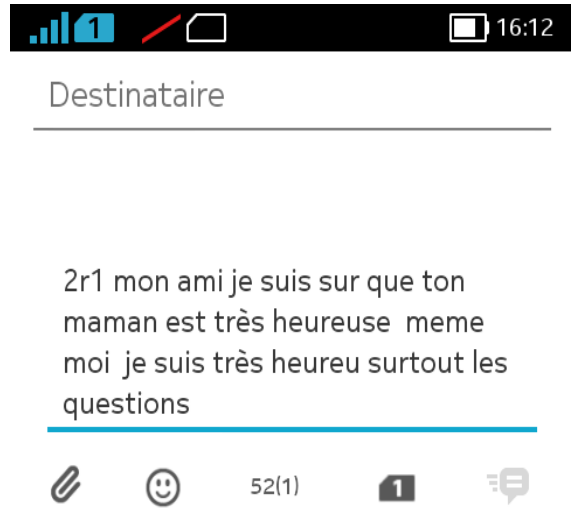 1 16:12
Destinataire
2r1 mon ami je suis sur que ton
maman est très heureuse  meme
moi  je suis très heureu surtout les
questions
52(1) 1